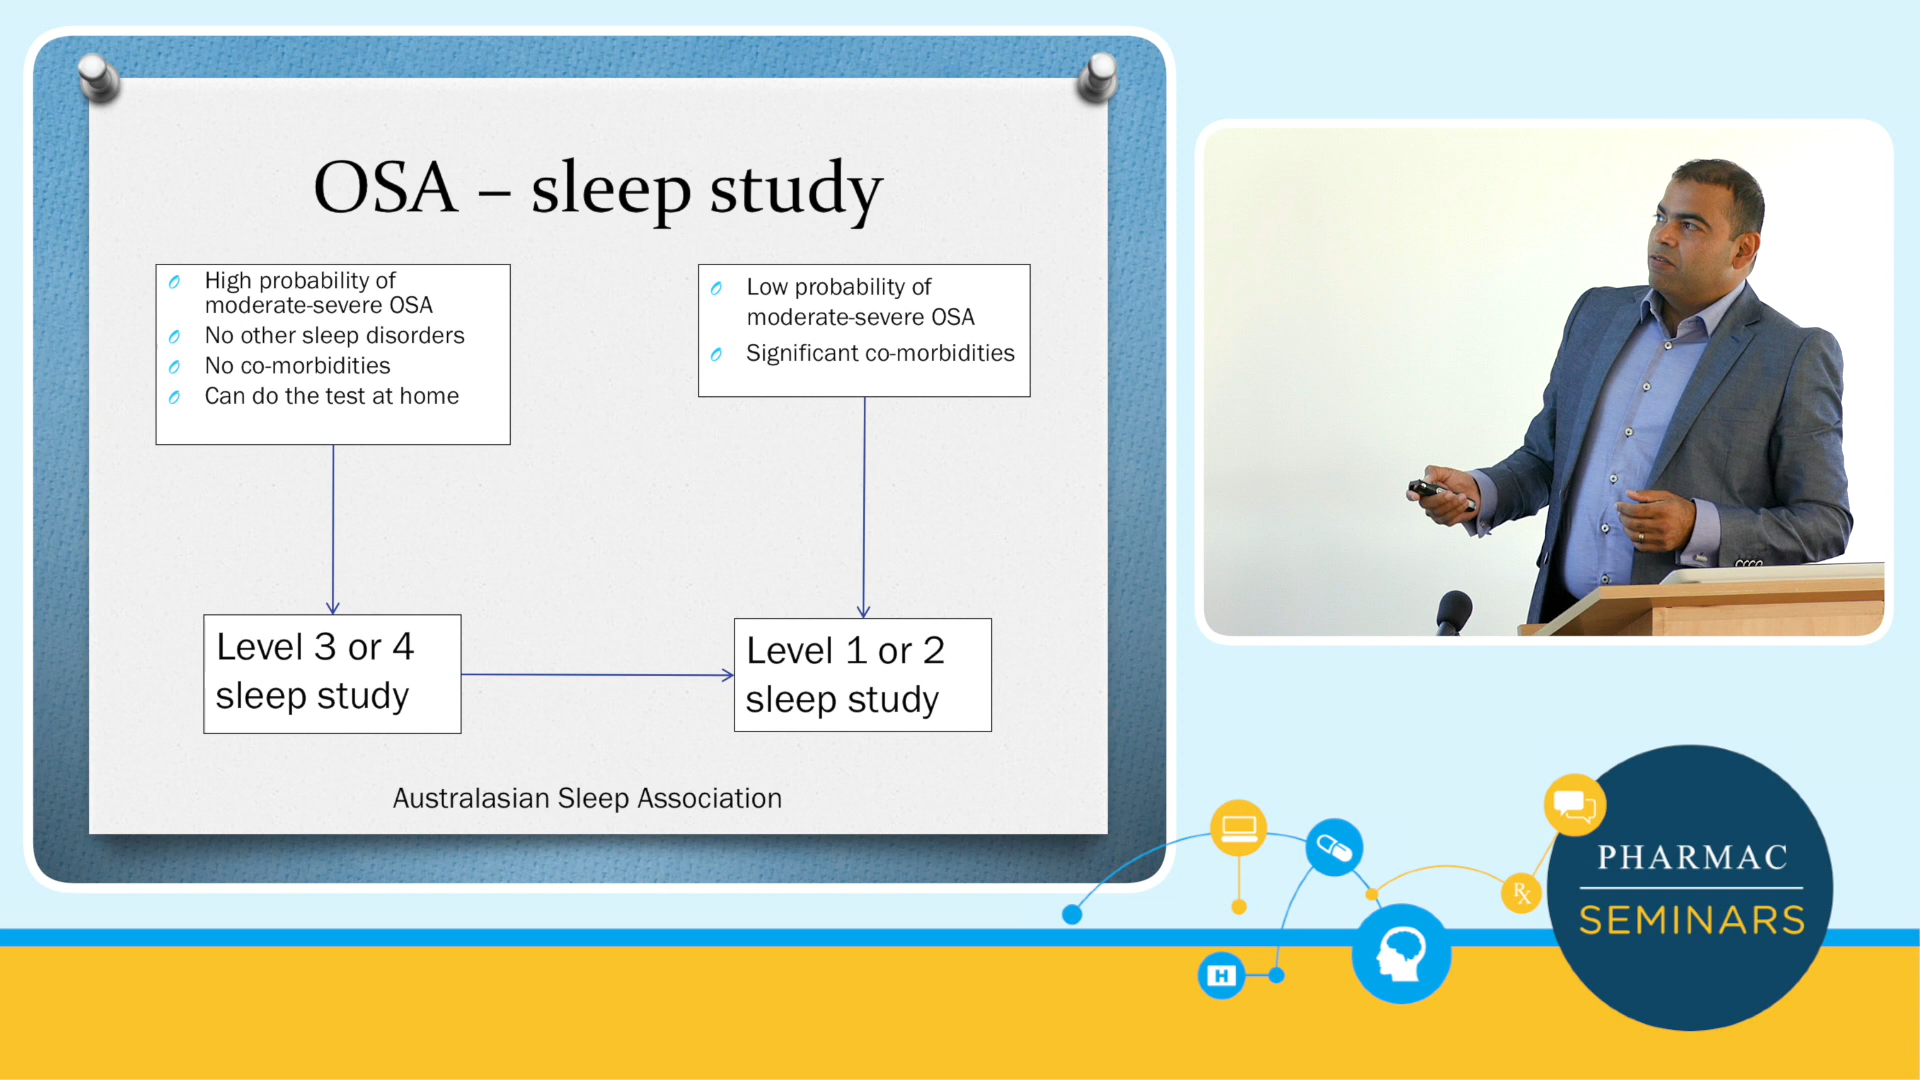 OSA – sleep study
High probability of
moderate-severe OSA
No other sleep disorders
No co-morbidities
Can do the test at home
Low probability of
moderate-severe OSA
Significant co-morbidities
Level 3 or 4
sleep study
Level 1 or 2
sleep study
Australasian Sleep Association
H
Rx
PHARMAC
SEMINARS